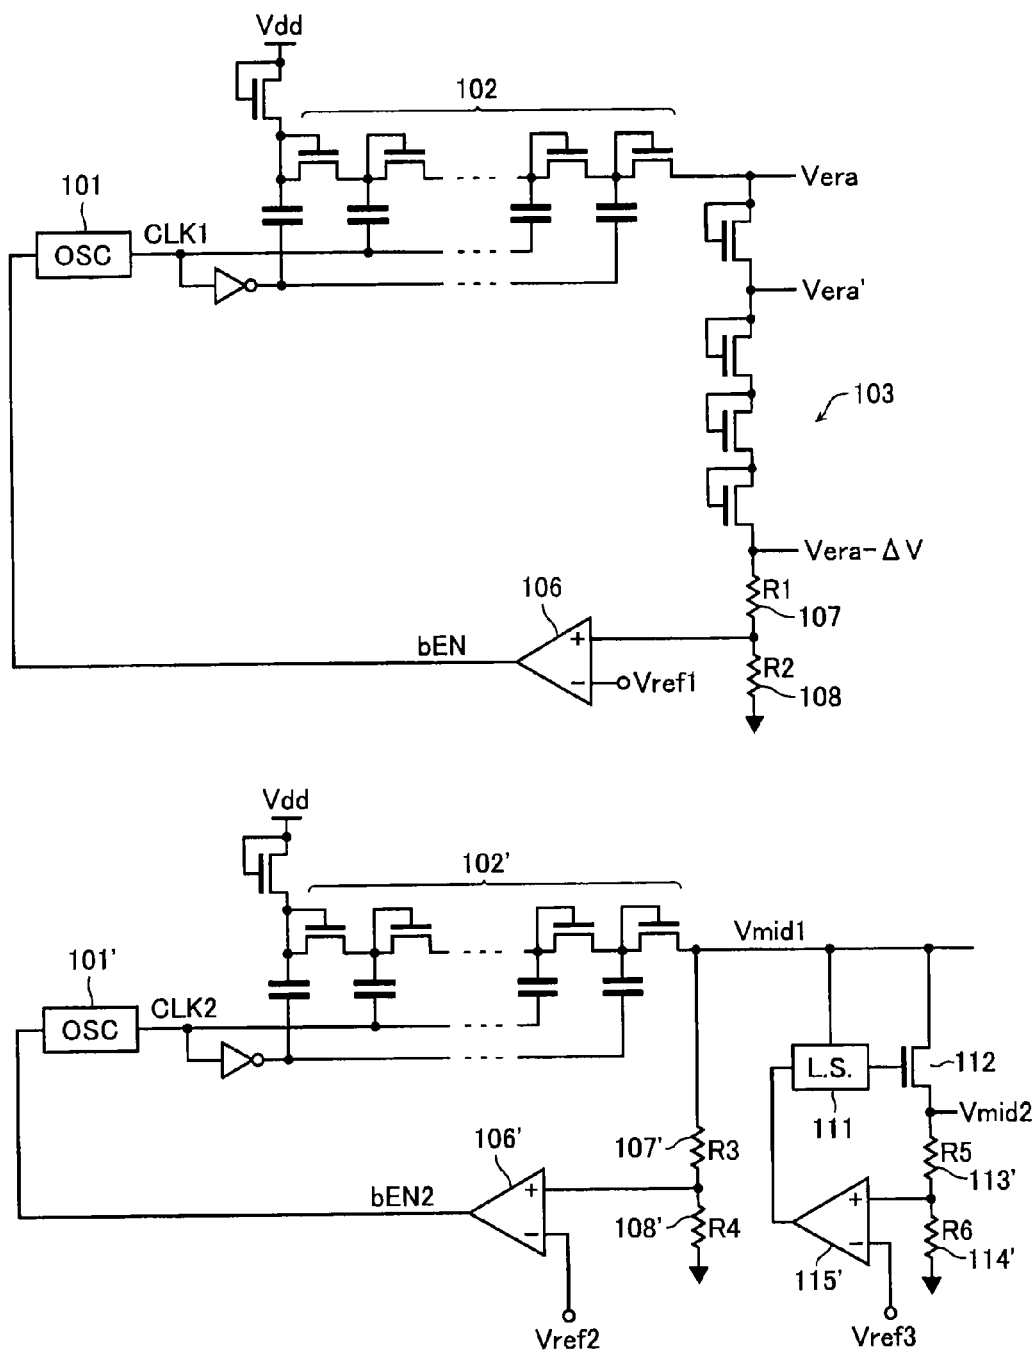 Vdd
102
101
CLK1
OSC
Vera
Vera'
103
Vera-ΔV
R1
107
106
bEN
+
−
Vref1
R2
108
Vdd
102'
Vmid1
101'
CLK2
OSC
L.S.
111
112
Vmid2
106'
bEN2
+
−
107'
R3
108'
R4
Vref2
R5
113'
+
−
115'
R6
114'
Vref3